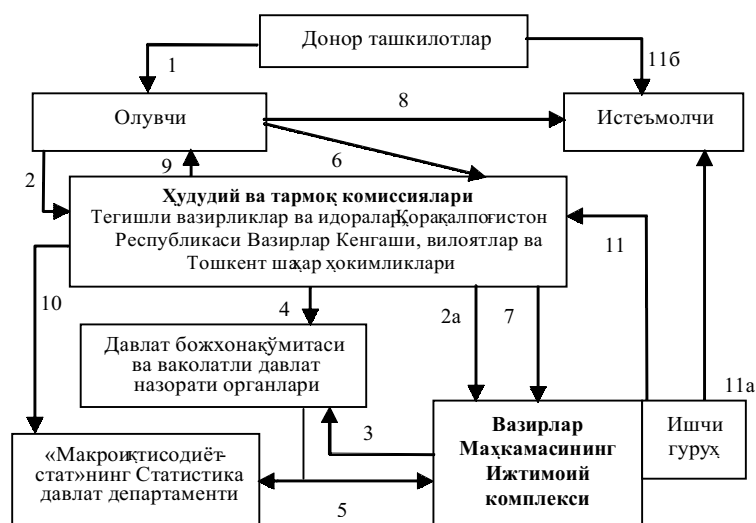 Донор ташкилотлар
1
11б
Олувчи
8
Истеъмолчи
2
9
6
Ҳудудий ва тармоқ комиссиялари
Тегишли вазирликлар ва идоралар, Қорақалпоғистон
Республикаси Вазирлар Кенгаши, вилоятлар ва
Тошкент шаҳар ҳокимликлари
11
10
4
2а
7
Давлат божхона қўмитаси
ва ваколатли давлат
назорати органлари
11а
3
«Макроиқтисодиёт-
стат»нинг Статистика
давлат департаменти
5
Вазирлар
Маҳкамасининг
Ижтимоий
комплекси
Ишчи
гуруҳ